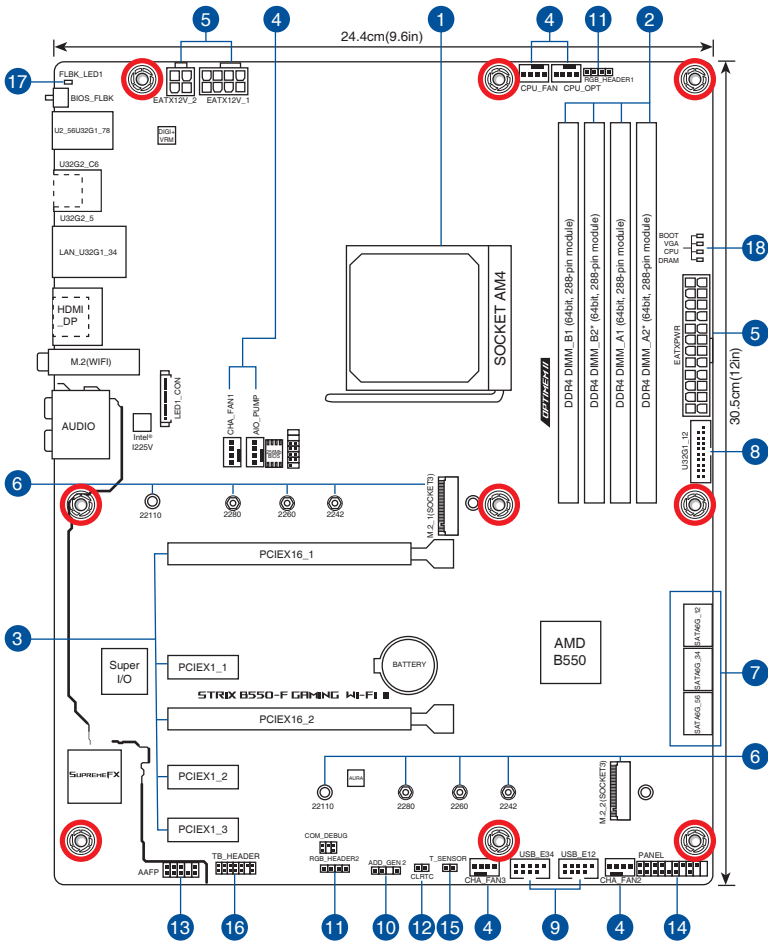 5
4
1
4
11
2
24.4cm(9.6in)
17
FLBK_LED1
BIOS_FLBK
EATX12V_2
EATX12V_1
CPU_FAN
CPU_OPT
RGB_HEADER1
U2_56U32G1_78
DIGI+
VRM
U32G2_C6
U32G2_5
LAN_U32G1_34
HDMI
_DP
M.2(WIFI)
AUDIO
LED1_CON
Intel®
I225V
4
CHA_FAN1
AIO_PUMP
BIOS
SOCKET AM4
OPTIMEM II
DDR4 DIMM_B1 (64bit, 288-pin module)
DDR4 DIMM_B2* (64bit, 288-pin module)
DDR4 DIMM_A1 (64bit, 288-pin module)
DDR4 DIMM_A2* (64bit, 288-pin module)
BOOT
VGA
CPU
DRAM
18
EATXPWR
5
30.5cm(12in)
U32G1_12
8
6
22110
2280
2260
2242
M.2_1(SOCKET3)
PCIEX16_1
3
Super
I/O
PCIEX1_1
BATTERY
AMD
B550
SATA6G_12
SATA6G_34
SATA6G_56
7
STRIX B550-F GAMING WI-FI II
PCIEX16_2
SUPREMEFX
PCIEX1_2
AURA
22110
2280
2260
2242
M.2_2(SOCKET3)
6
PCIEX1_3
AAFP
TB_HEADER
COM_DEBUG
RGB_HEADER2
ADD_GEN 2
CLRTC
T_SENSOR
CHA_FAN3
USB_E34
USB_E12
CHA_FAN2
PANEL
13
16
11
10
12
15
4
9
4
14